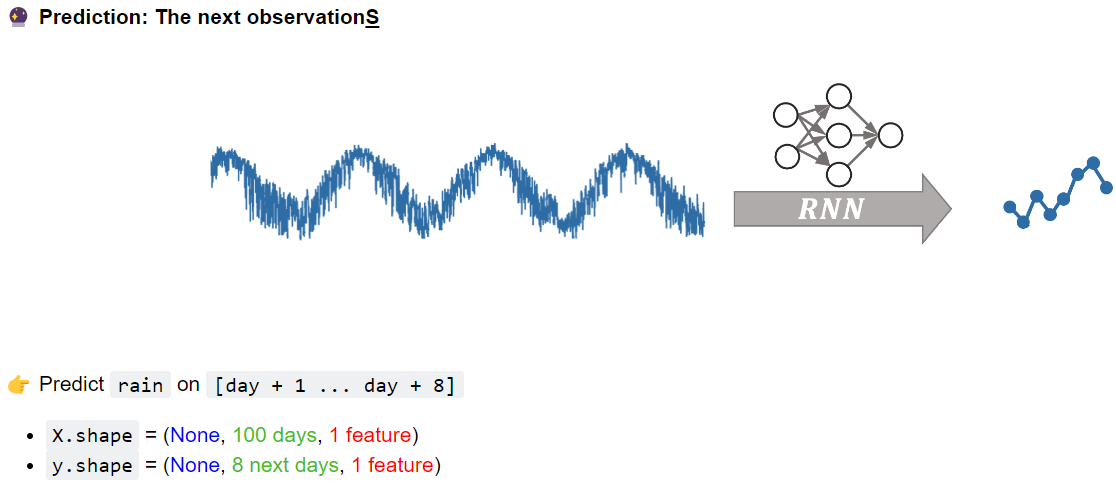 🔮 Prediction: The next observationS
RNN
👉 Predict rain on [day + 1 ... day + 8]
• X.shape = (None, 100 days, 1 feature)
• y.shape = (None, 8 next days, 1 feature)